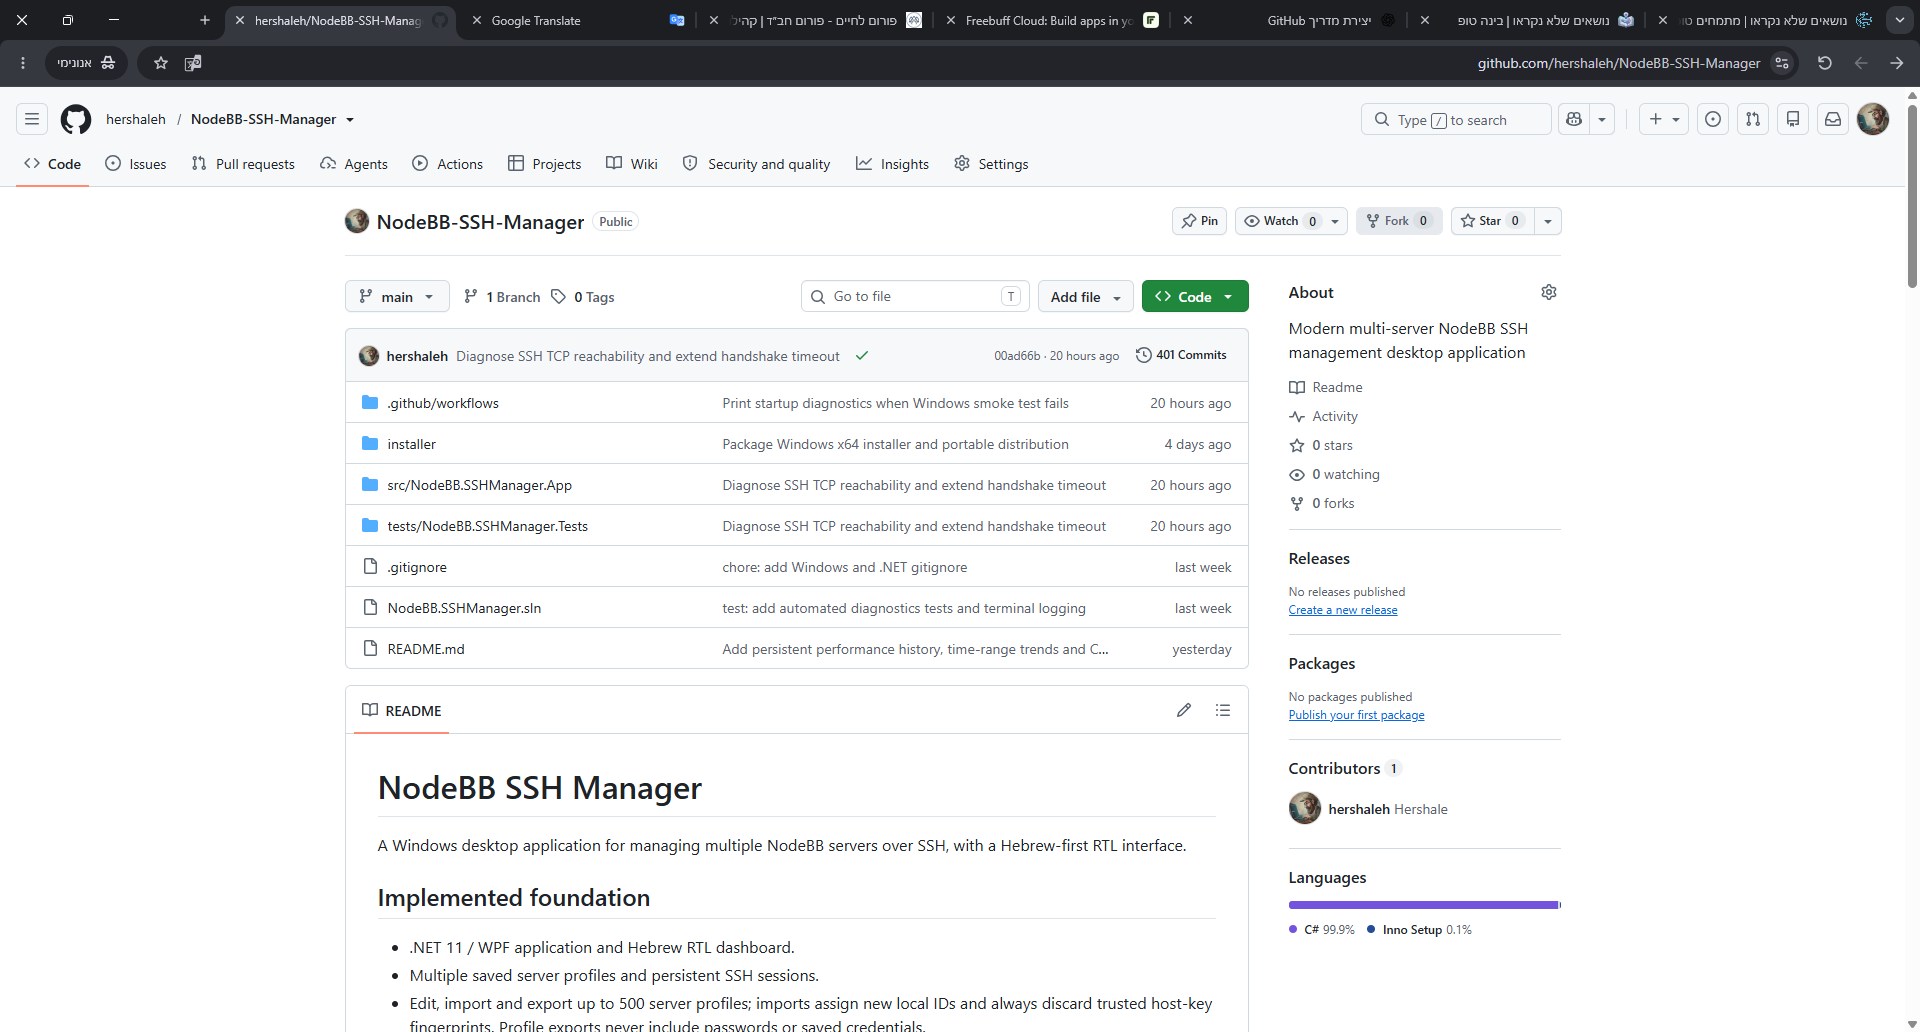 hershaleh/NodeBB-SSH-Manag
Google Translate
פורום לחיים - פורום חב״ד | קהיל
Freebuff Cloud: Build apps in yo
יצירת מדריך GitHub
נושאים שלא נקראו | בינה טופ
נושאים שלא נקראו | מתמחים טופ
אנונימי
github.com/hershaleh/NodeBB-SSH-Manager
hershaleh / NodeBB-SSH-Manager
Type / to search
Code
Issues
Pull requests
Agents
Actions
Projects
Wiki
Security and quality
Insights
Settings
NodeBB-SSH-Manager Public
Pin
Watch 0
Fork 0
Star 0
main
1 Branch
0 Tags
Go to file T
Add file
Code
hershaleh Diagnose SSH TCP reachability and extend handshake timeout 00ad66b · 20 hours ago 401 Commits
.github/workflows Print startup diagnostics when Windows smoke test fails 20 hours ago
installer Package Windows x64 installer and portable distribution 4 days ago
src/NodeBB.SSHManager.App Diagnose SSH TCP reachability and extend handshake timeout 20 hours ago
tests/NodeBB.SSHManager.Tests Diagnose SSH TCP reachability and extend handshake timeout 20 hours ago
.gitignore chore: add Windows and .NET gitignore last week
NodeBB.SSHManager.sln test: add automated diagnostics tests and terminal logging last week
README.md Add persistent performance history, time-range trends and C... yesterday
README
NodeBB SSH Manager
A Windows desktop application for managing multiple NodeBB servers over SSH, with a Hebrew-first RTL interface.
Implemented foundation
.NET 11 / WPF application and Hebrew RTL dashboard.
Multiple saved server profiles and persistent SSH sessions.
Edit, import and export up to 500 server profiles; imports assign new local IDs and always discard trusted host-key
fingerprints. Profile exports never include passwords or saved credentials.
About
Modern multi-server NodeBB SSH
management desktop application
Readme
Activity
0 stars
0 watching
0 forks
Releases
No releases published
Create a new release
Packages
No packages published
Publish your first package
Contributors 1
hershaleh Hershale
Languages
C# 99.9% Inno Setup 0.1%